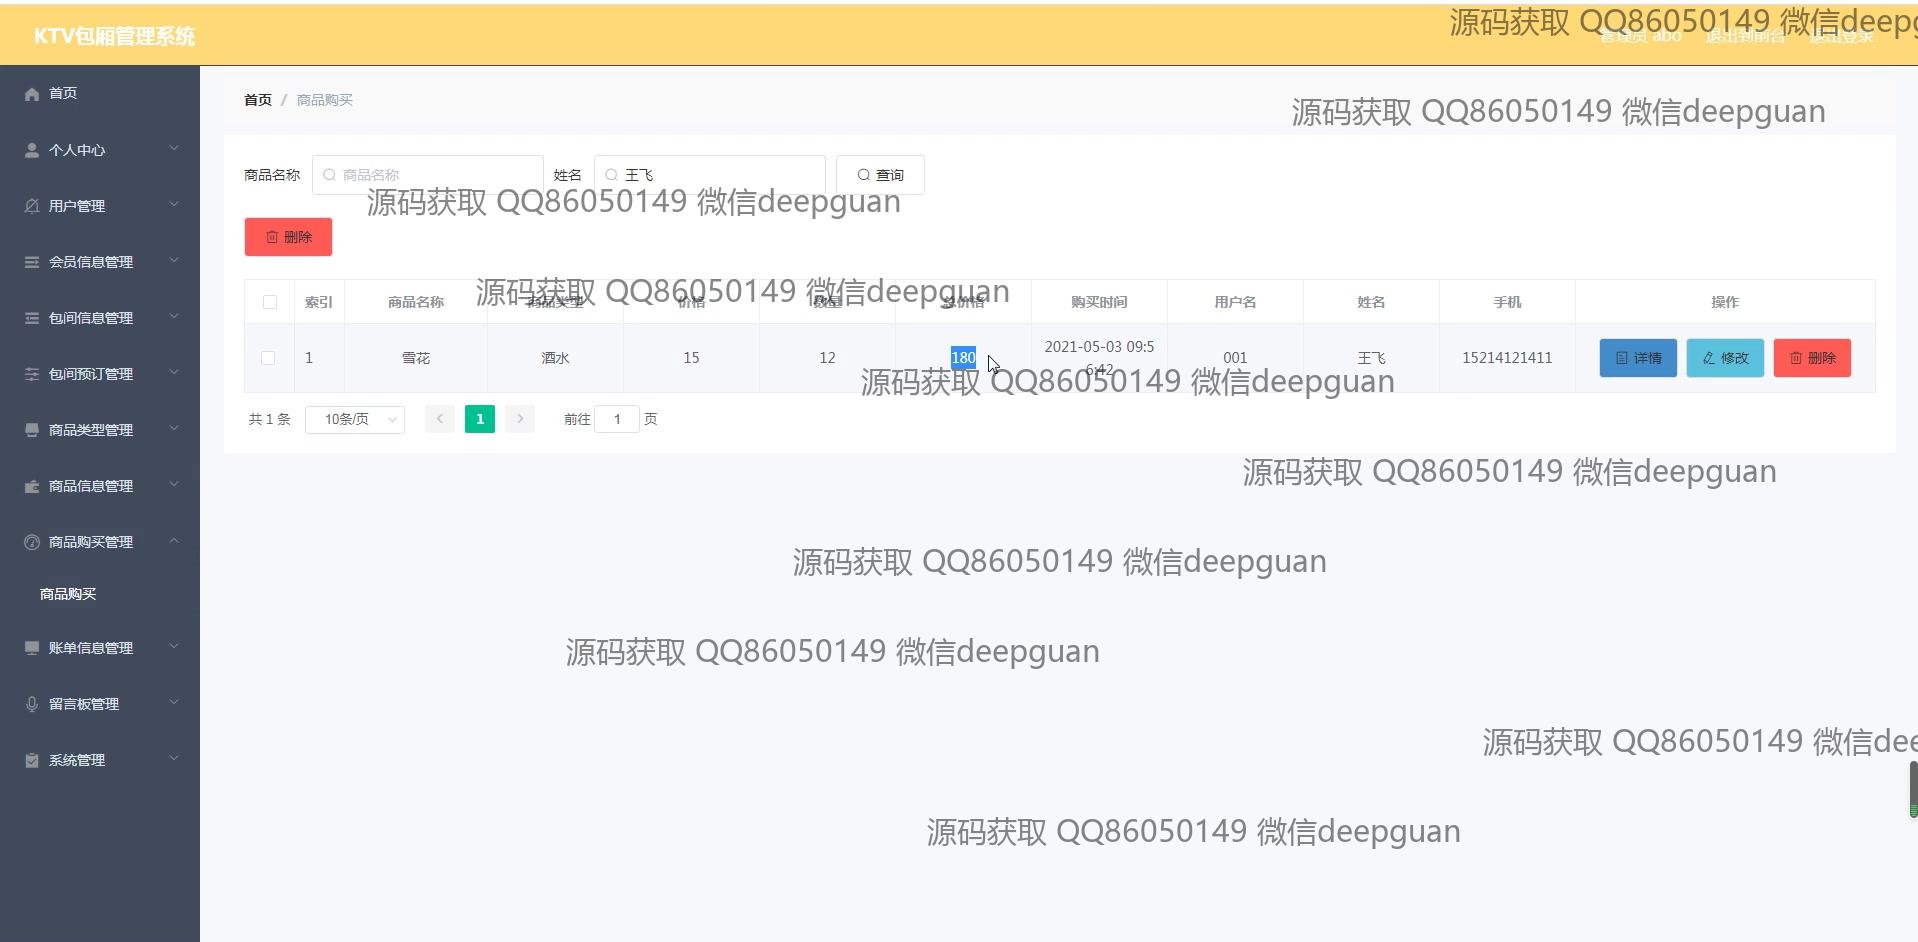 KTV包厢管理系统
源码获取 QQ86050149 微信deepg
管理员 abo 退出到前台 退出登录
首页
个人中心
用户管理
会员信息管理
包间信息管理
包间预订管理
商品类型管理
商品信息管理
商品购买管理
商品购买
账单信息管理
留言板管理
系统管理
首页 / 商品购买
源码获取 QQ86050149 微信deepguan
商品名称 商品名称 姓名 王飞 查询
源码获取 QQ86050149 微信deepguan
删除
源码获取 QQ86050149 微信deepguan
索引 商品名称 商品类型 价格 数量 总价格 购买时间 用户名 姓名 手机 操作
1 雪花 酒水 15 12 180 2021-05-03 09:5 001 王飞 15214121411 详情 修改 删除
6:42
源码获取 QQ86050149 微信deepguan
共 1 条 10条/页 1 前往 1 页
源码获取 QQ86050149 微信deepguan
源码获取 QQ86050149 微信deepguan
源码获取 QQ86050149 微信deepguan
源码获取 QQ86050149 微信dee
源码获取 QQ86050149 微信deepguan